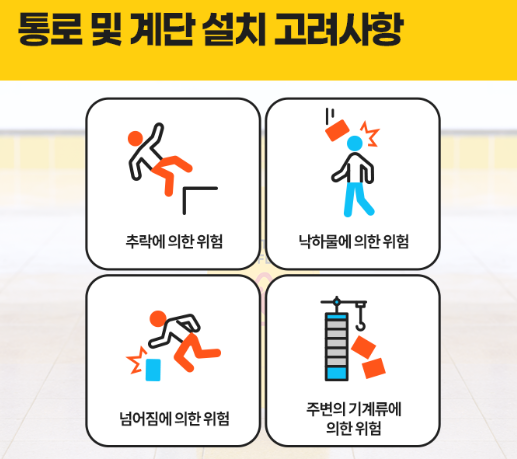 통로 및 계단 설치 고려사항
추락에 의한 위험
낙하물에 의한 위험
넘어짐에 의한 위험
주변의 기계류에
의한 위험